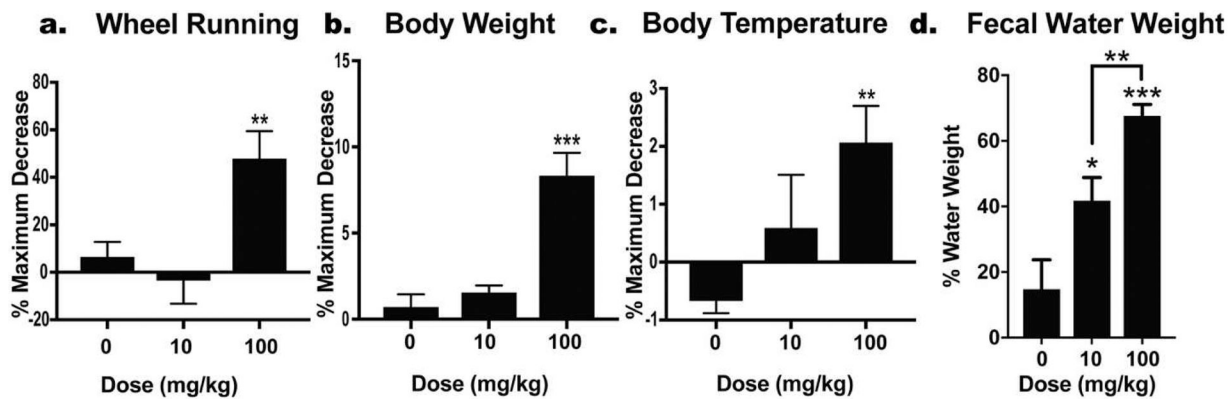 a. Wheel Running
% Maximum Decrease
80
60
40
20
0
-20
**
0 10 100
Dose (mg/kg)
b. Body Weight
% Maximum Decrease
15
10
5
0
***
0 10 100
Dose (mg/kg)
c. Body Temperature
% Maximum Decrease
3
2
1
0
-1
**
0 10 100
Dose (mg/kg)
d. Fecal Water Weight
% Water Weight
80
60
40
20
0
**
*
***
0 10 100
Dose (mg/kg)